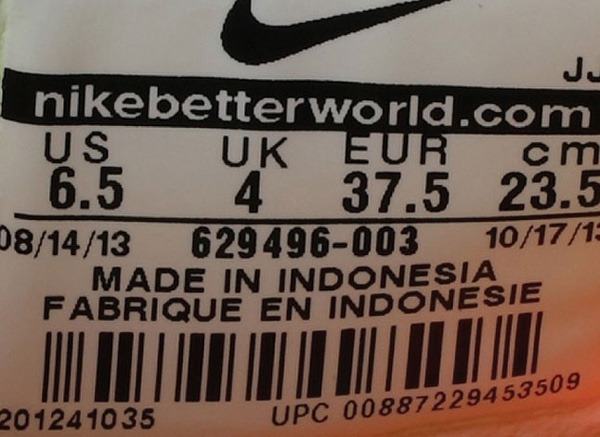 JJ
nikebetterworld.com
US UK EUR cm
6.5 4 37.5 23.5
08/14/13 629496-003 10/17/13
MADE IN INDONESIA
FABRIQUE EN INDONESIE
201241035 UPC 00887229453509